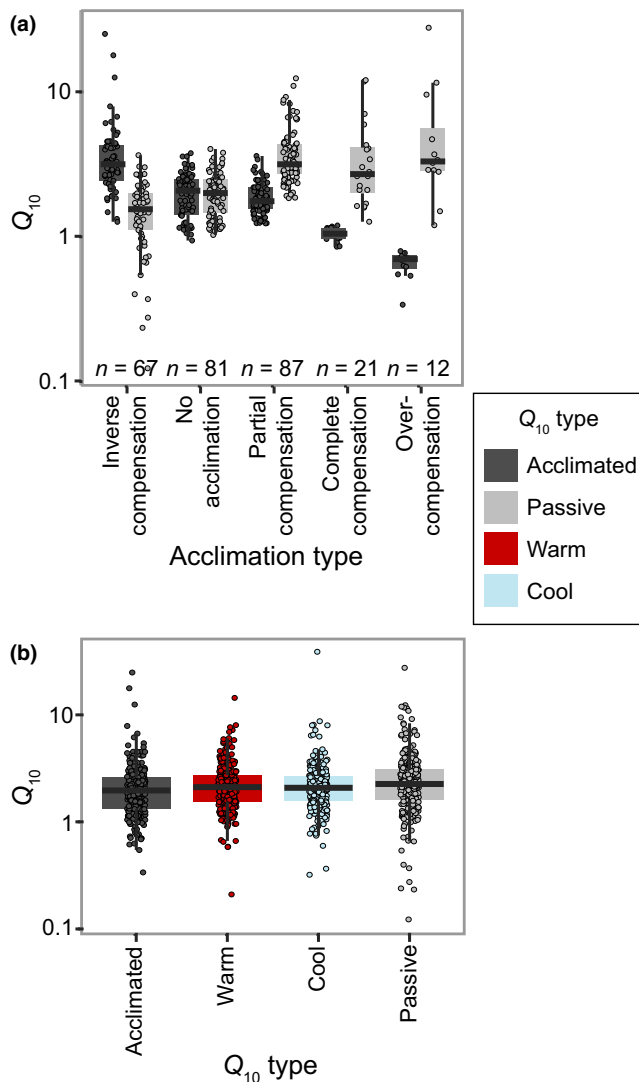 (a)
10
1
0.1
Q10
n = 67 n = 81 n = 87 n = 21 n = 12
Inverse compensation
No acclimation
Partial compensation
Complete compensation
Over-compensation
Acclimation type
Q10 type
Acclimated
Passive
Warm
Cool
(b)
10
1
0.1
Q10
Acclimated
Warm
Cool
Passive
Q10 type